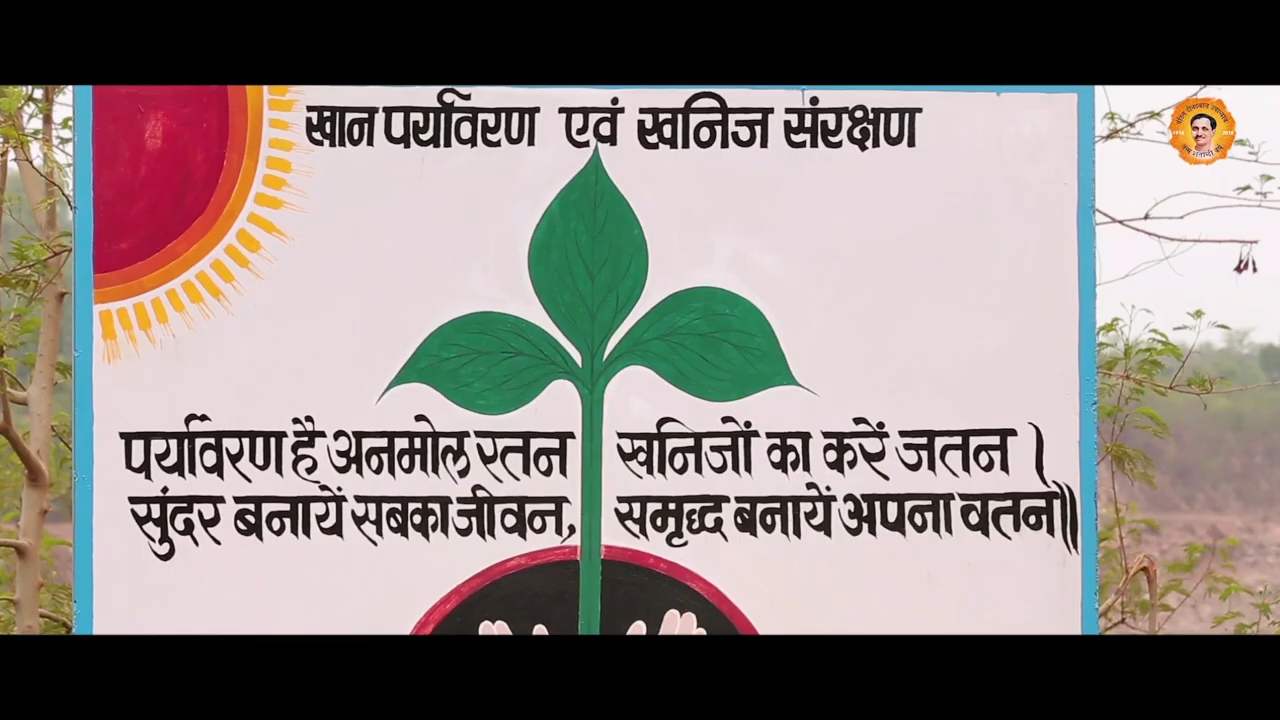 खान पर्यावरण एवं खनिज संरक्षण
पर्यावरण है अनमोल रतन खनिजों का करें जतन ।
सुंदर बनायें सबका जीवन, समृद्ध बनायें अपना वतन॥